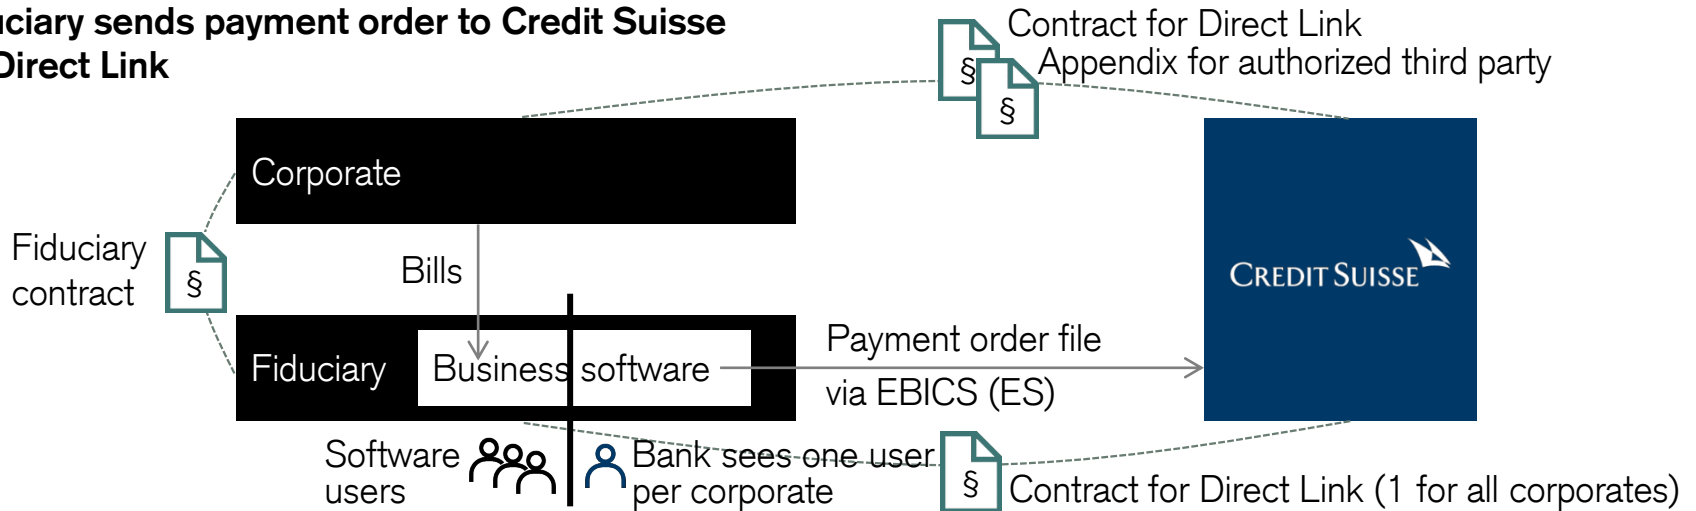 uciary sends payment order to Credit Suisse
Direct Link
Contract for Direct Link
§
Appendix for authorized third party
§
Corporate
Fiduciary
contract
§
Bills
CREDIT SUISSE
Fiduciary
Business software
Payment order file
via EBICS (ES)
Software
users
Bank sees one user
per corporate
§
Contract for Direct Link (1 for all corporates)